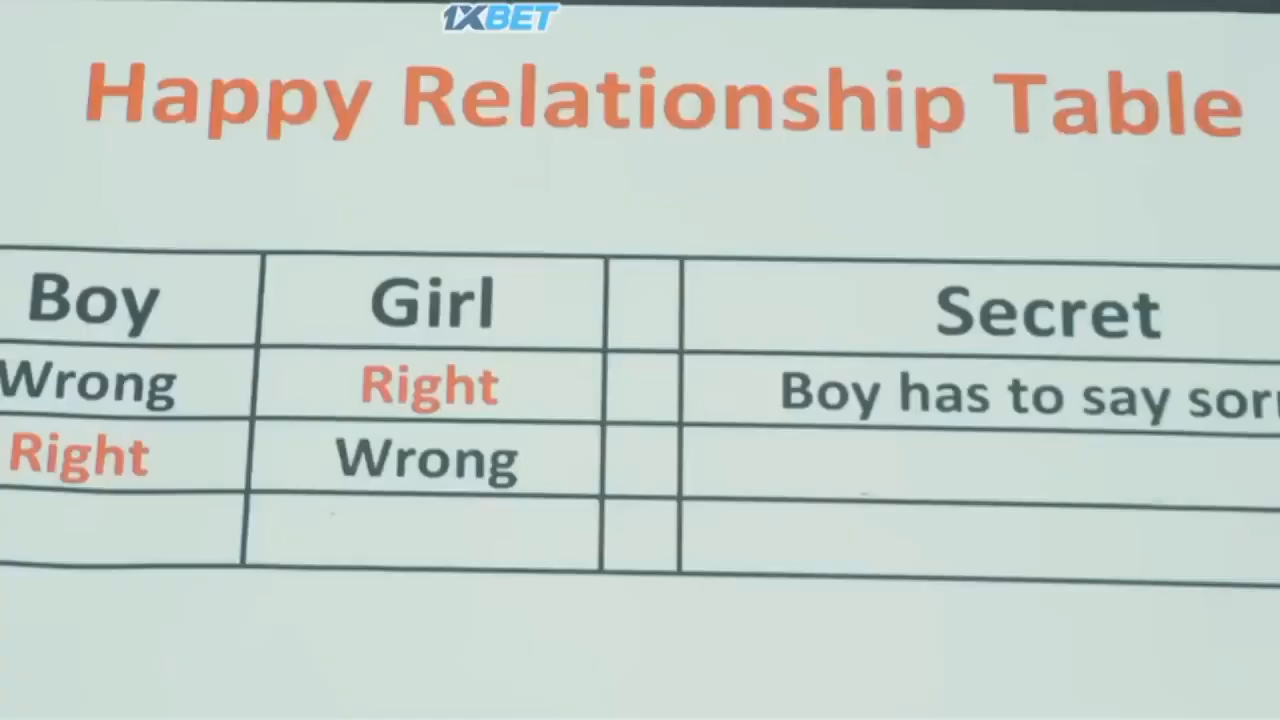 1XBET
Happy Relationship Table
Boy Girl Secret
Wrong Right Boy has to say
Right Wrong